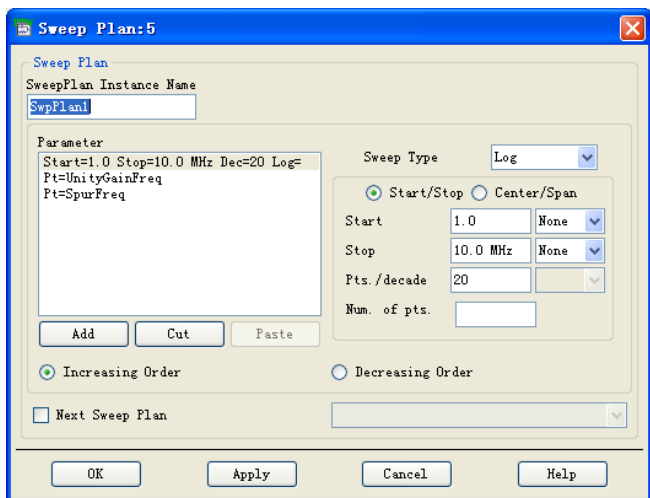 Sweep Plan:5
Sweep Plan
SweepPlan Instance Name
SwpPlan1
Parameter
Start=1.0 Stop=10.0 MHz Dec=20 Log=
Pt=UnityGainFreq
Pt=SpurFreq
Sweep Type Log
Start/Stop Center/Span
Start 1.0 None
Stop 10.0 MHz None
Pts./decade 20
Num. of pts.
Add Cut Paste
Increasing Order Decreasing Order
Next Sweep Plan
OK Apply Cancel Help